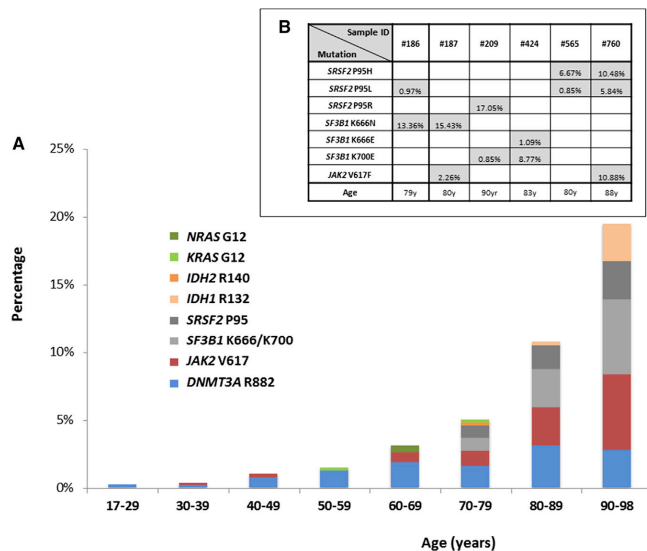 B
Sample ID
Mutation
#186 #187 #209 #424 #565 #760
SRSF2 P95H 6.67% 10.48%
SRSF2 P95L 0.97% 0.85% 5.84%
SRSF2 P95R 17.05%
SF3B1 K666N 13.36% 15.43%
SF3B1 K666E 1.09%
SF3B1 K700E 0.85% 8.77%
JAK2 V617F 2.26% 10.88%
Age 79y 80y 90yr 83y 80y 88y
A
25%
20%
15%
10%
5%
0%
Percentage
NRAS G12
KRAS G12
IDH2 R140
IDH1 R132
SRSF2 P95
SF3B1 K666/K700
JAK2 V617
DNMT3A R882
17-29 30-39 40-49 50-59 60-69 70-79 80-89 90-98
Age (years)